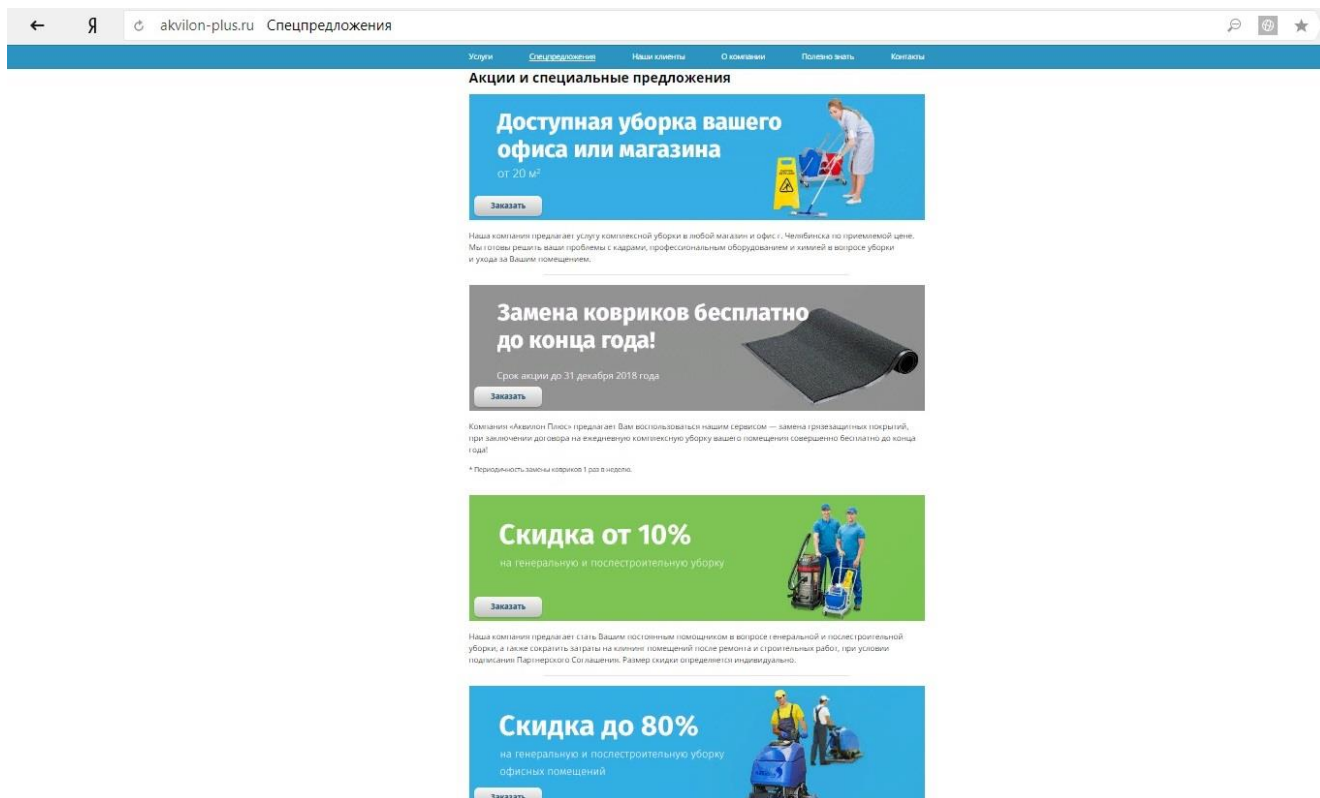 Я akvilon-plus.ru Спецпредложения
Услуги Спецпредложения Наши клиенты О компании Полезно знать Контакты
Акции и специальные предложения
Доступная уборка вашего
офиса или магазина
от 20 м²
Заказать
Наша компания предлагает услугу комплексной уборки в любой магазин и офис г. Челябинска по приемлемой цене.
Мы готовы решить ваши проблемы с кадрами, профессиональным оборудованием и химией в вопросе уборки
и ухода за Вашим помещением.
Замена ковриков бесплатно
до конца года!
Срок акции до 31 декабря 2018 года
Заказать
Компания «Аквилон Плюс» предлагает Вам воспользоваться нашим сервисом — замена грязезащитных покрытий,
при заключении договора на ежедневную комплексную уборку вашего помещения совершенно бесплатно до конца
года!
* Периодичность замены ковриков 1 раз в неделю.
Скидка от 10%
на генеральную и послестроительную уборку
Заказать
Наша компания предлагает стать Вашим постоянным помощником в вопросе генеральной и послестроительной
уборки, а также сократить затраты на клининг помещений после ремонта и строительных работ, при условии
подписания Партнерского Соглашения. Размер скидки определяется индивидуально.
Скидка до 80%
на генеральную и послестроительную уборку
офисных помещений
Заказать